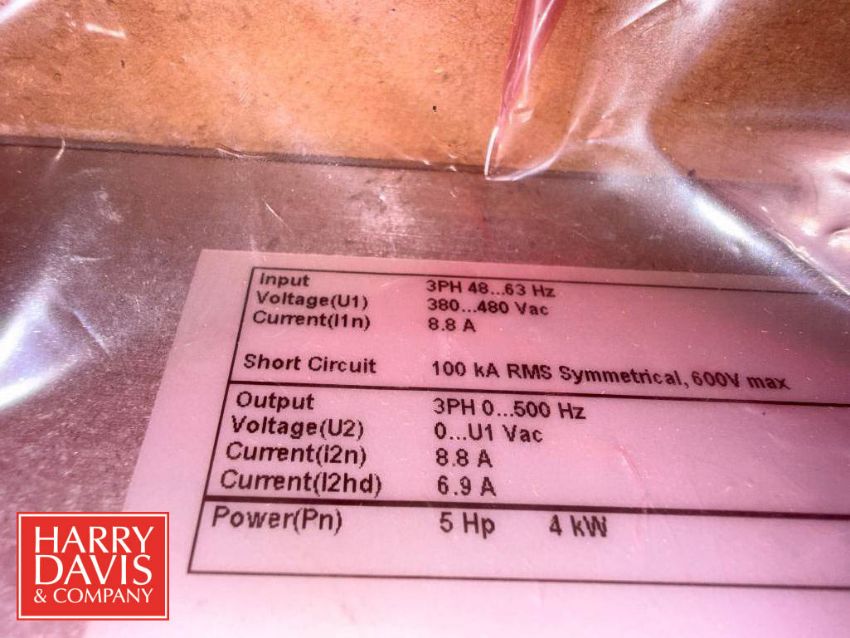 Input 3PH 48...63 Hz
Voltage(U1) 380...480 Vac
Current(I1n) 8.8 A
Short Circuit 100 kA RMS Symmetrical, 600V max
Output 3PH 0...500 Hz
Voltage(U2) 0...U1 Vac
Current(I2n) 8.8 A
Current(I2hd) 6.9 A
Power(Pn) 5 Hp 4 kW
HARRY
DAVIS
& COMPANY